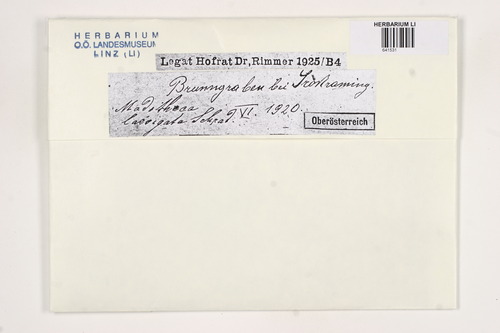 HERBARIUM
O.Ö. LANDESMUSEUM
LINZ (LI)
HERBARIUM LI
Legat Hofrat Dr, Rimmer 1925/B4
Brunngraben bei
Madotheca
laevigata Schrad. VI. 1920.
Oberösterreich